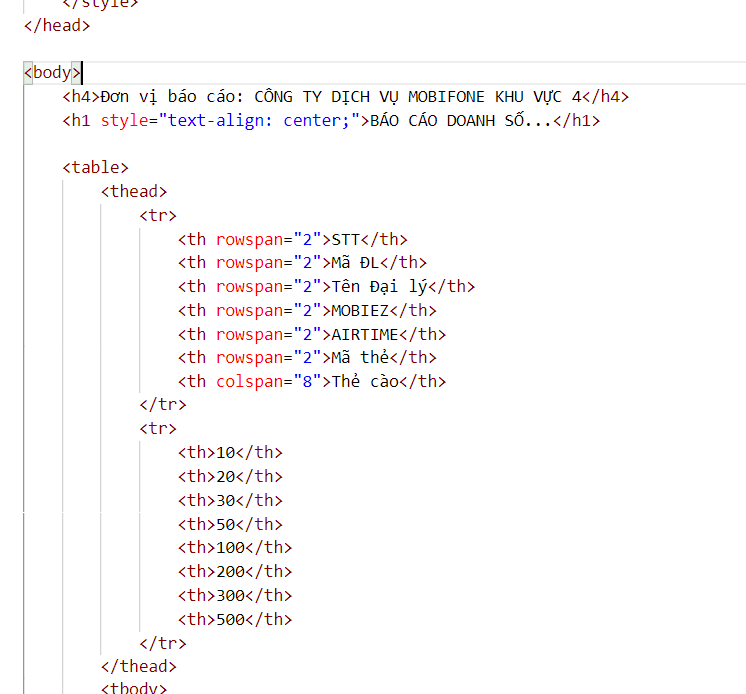 </style>
</head>
<body>
<h4>Đơn vị báo cáo: CÔNG TY DỊCH VỤ MOBIFONE KHU VỰC 4</h4>
<h1 style="text-align: center;">BÁO CÁO DOANH SỐ...</h1>
<table>
<thead>
<tr>
<th rowspan="2">STT</th>
<th rowspan="2">Mã ĐL</th>
<th rowspan="2">Tên Đại lý</th>
<th rowspan="2">MOBIEZ</th>
<th rowspan="2">AIRTIME</th>
<th rowspan="2">Mã thẻ</th>
<th colspan="8">Thẻ cào</th>
</tr>
<tr>
<th>10</th>
<th>20</th>
<th>30</th>
<th>50</th>
<th>100</th>
<th>200</th>
<th>300</th>
<th>500</th>
</tr>
</thead>
<tbody>